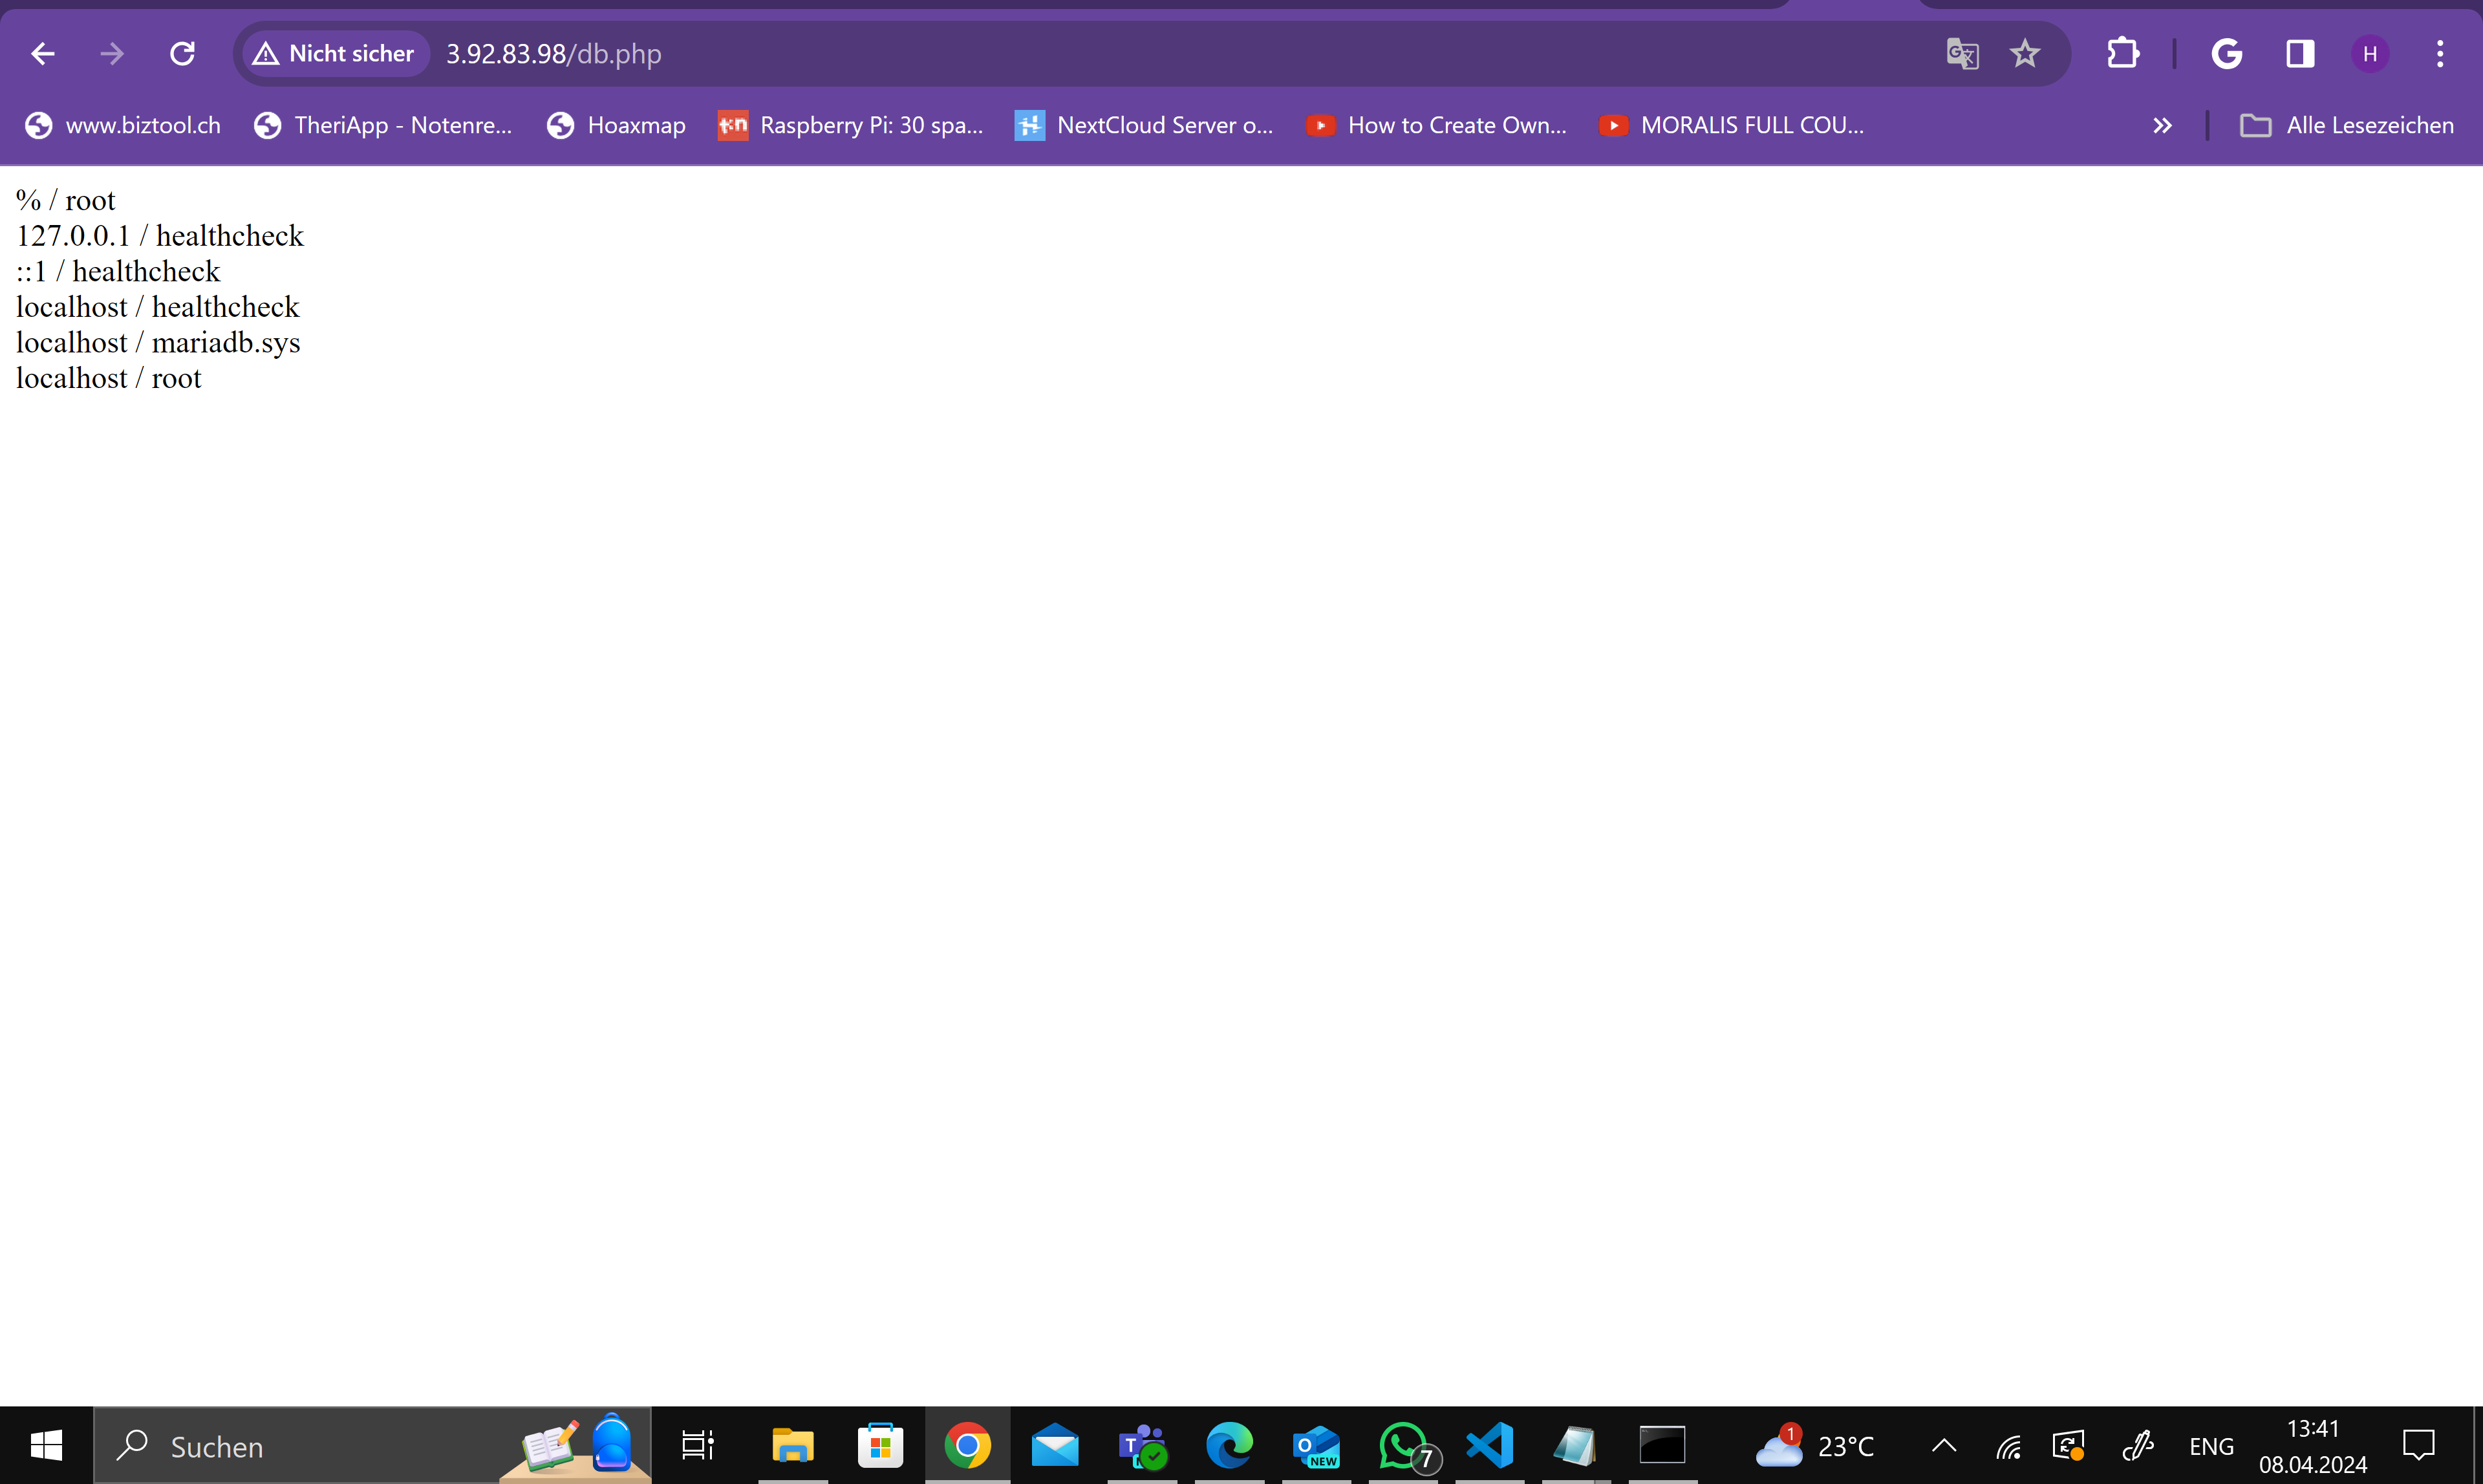 Nicht sicher 3.92.83.98/db.php H
www.biztool.ch TheriApp - Notenre... Hoaxmap Raspberry Pi: 30 spa... NextCloud Server o... How to Create Own... MORALIS FULL COU... Alle Lesezeichen
% / root
127.0.0.1 / healthcheck
::1 / healthcheck
localhost / healthcheck
localhost / mariadb.sys
localhost / root
Suchen NEW 7 1 23°C ENG 13:41
08.04.2024